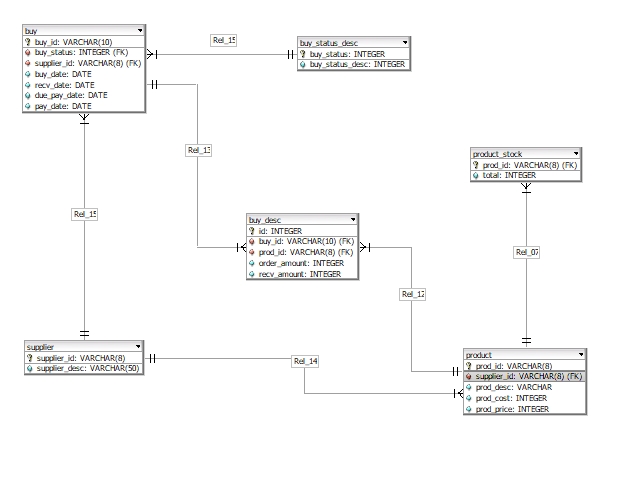 buy
buy_id: VARCHAR(10)
buy_status: INTEGER (FK)
supplier_id: VARCHAR(8) (FK)
buy_date: DATE
recv_date: DATE
due_pay_date: DATE
pay_date: DATE
Rel_15
buy_status_desc
buy_status: INTEGER
buy_status_desc: INTEGER
Rel_13
product_stock
prod_id: VARCHAR(8) (FK)
total: INTEGER
Rel_15
buy_desc
id: INTEGER
buy_id: VARCHAR(10) (FK)
prod_id: VARCHAR(8) (FK)
order_amount: INTEGER
recv_amount: INTEGER
Rel_07
Rel_12
supplier
supplier_id: VARCHAR(8)
supplier_desc: VARCHAR(50)
Rel_14
product
prod_id: VARCHAR(8)
supplier_id: VARCHAR(8) (FK)
prod_desc: VARCHAR
prod_cost: INTEGER
prod_price: INTEGER